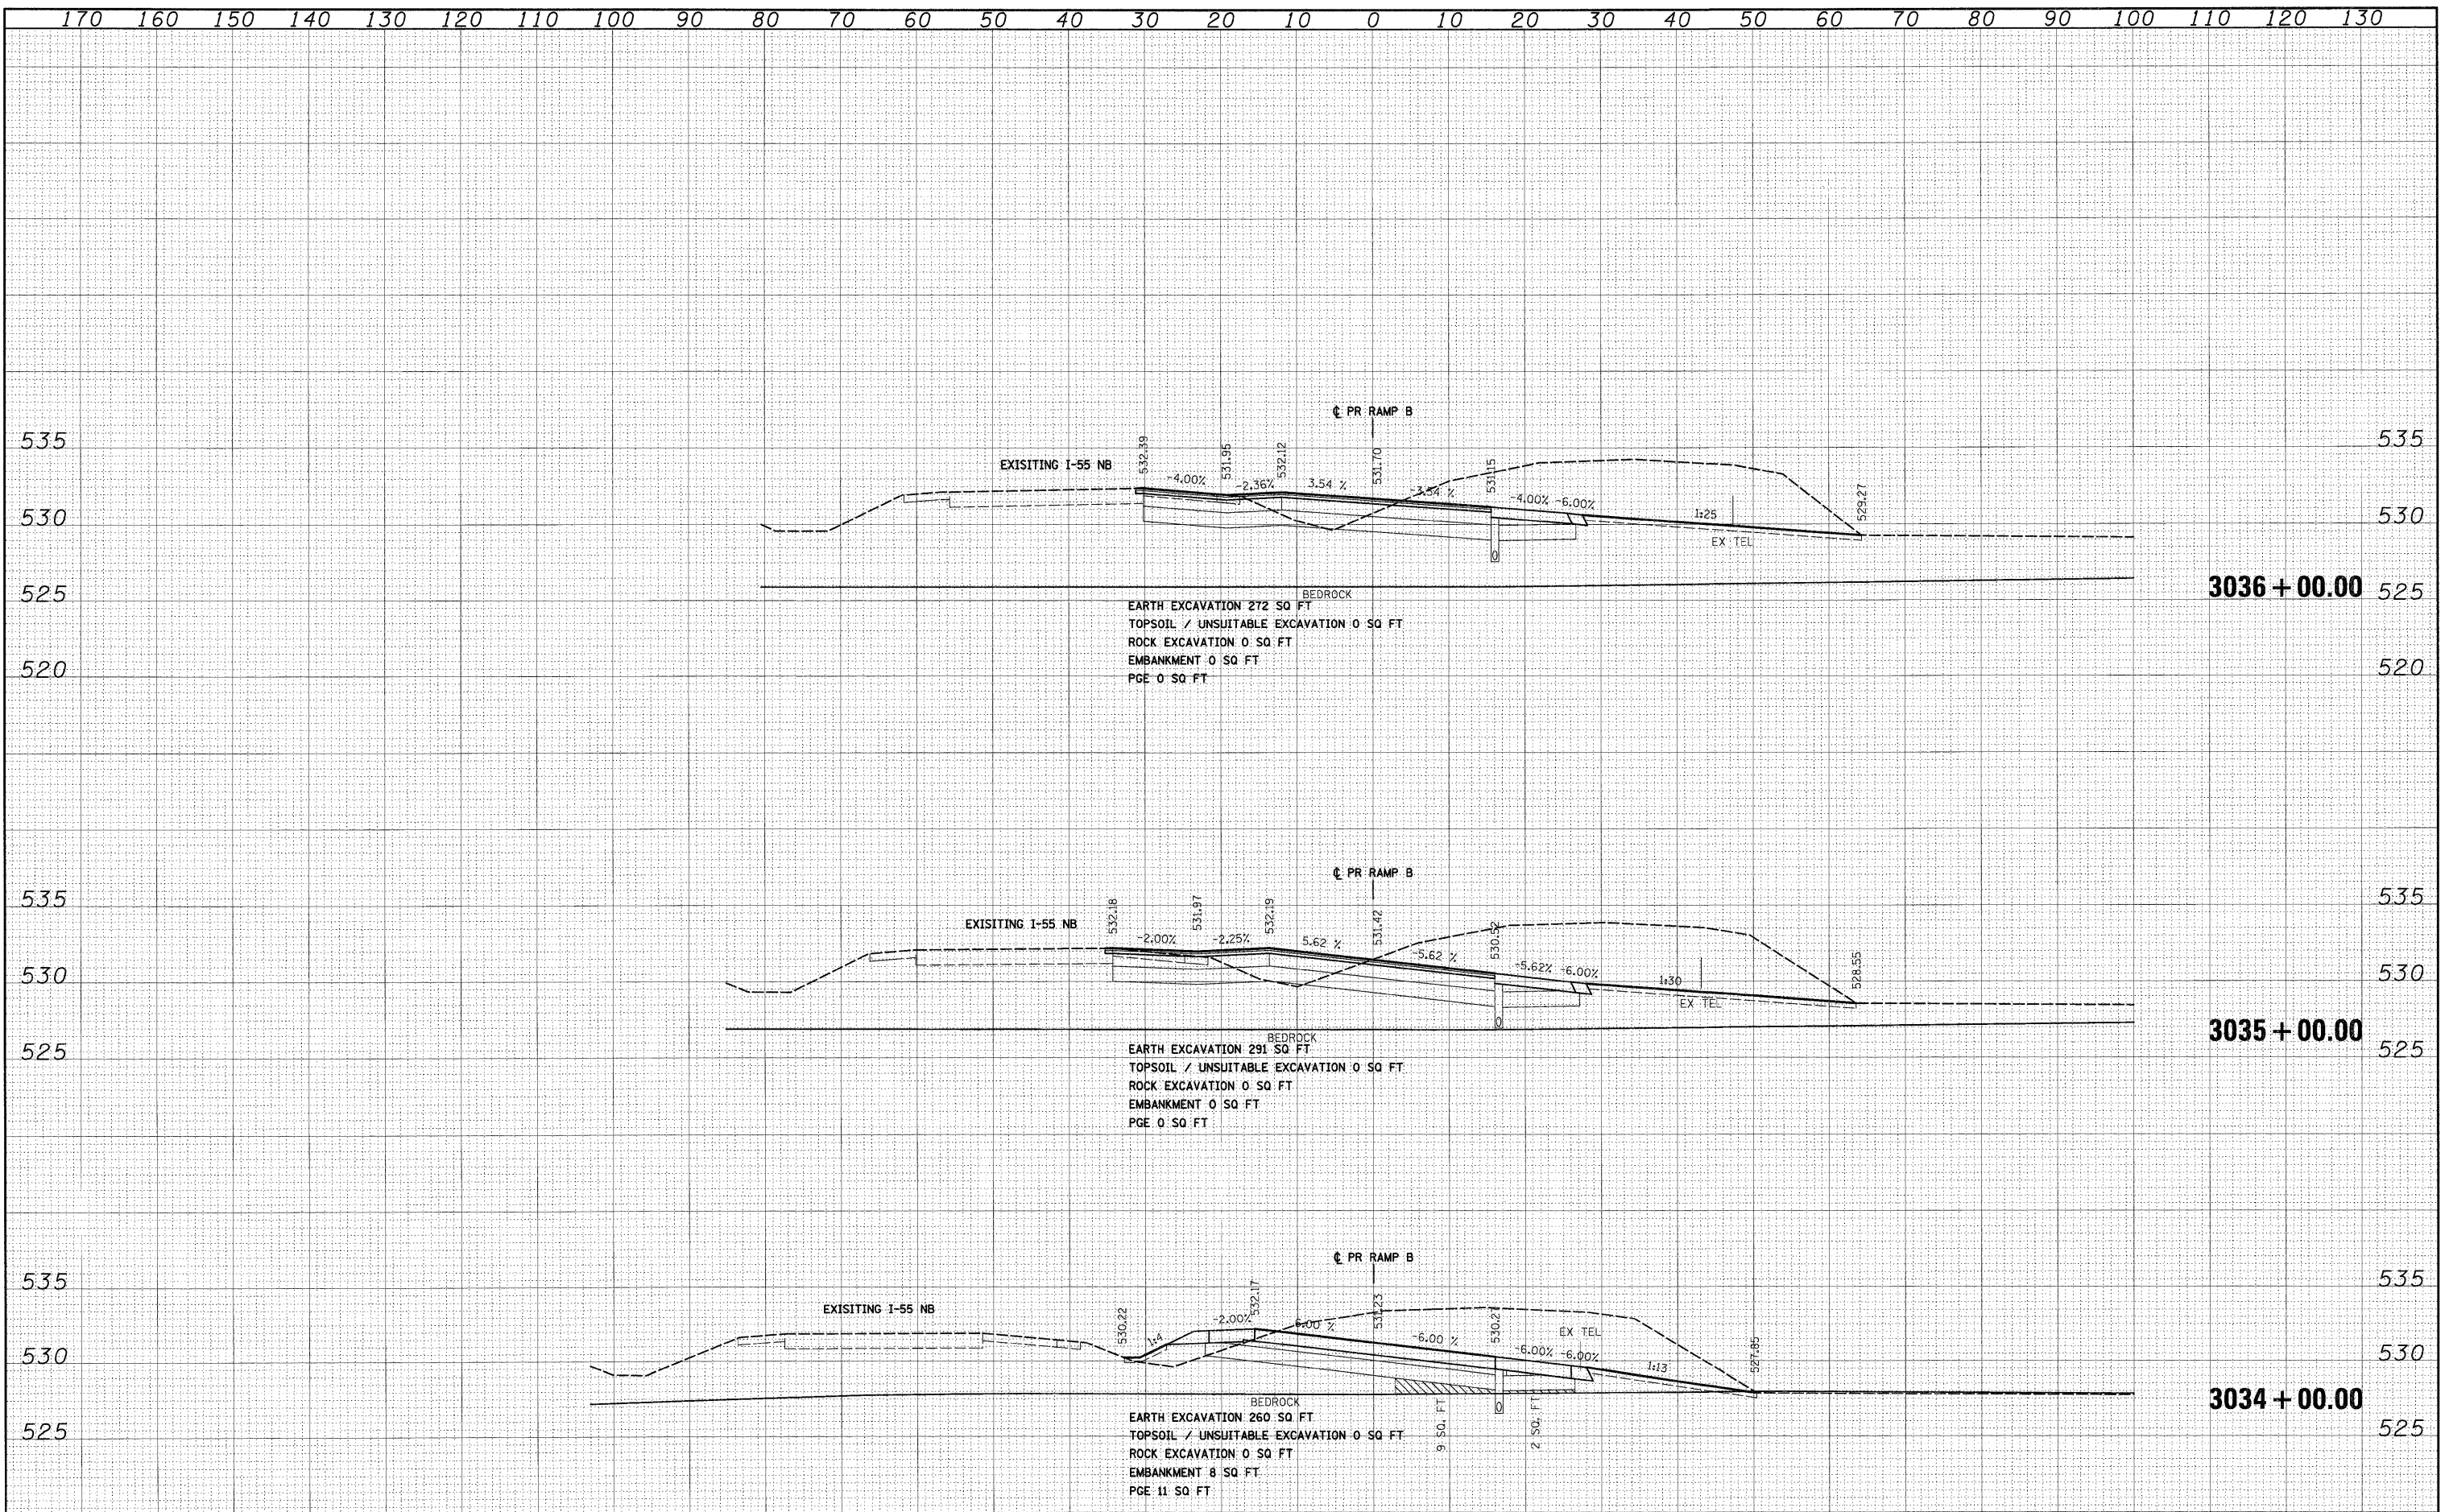 170 160 150 140 130 120 110 100 90 80 70 60 50 40 30 20 10 0 10 20 30 40 50 60 70 80 90 100 110 120 130
℄ PR RAMP B
535 535
EXISITING I-55 NB
532.39 531.95 532.12 531.70 531.15 529.27
-4.00% -2.36% 3.54 % -3.54 % -4.00% -6.00% 1:25
530 530
EX TEL
BEDROCK
525 3036+00.00 525
EARTH EXCAVATION 272 SQ FT
TOPSOIL / UNSUITABLE EXCAVATION 0 SQ FT
ROCK EXCAVATION 0 SQ FT
EMBANKMENT 0 SQ FT
PGE 0 SQ FT
520 520
℄ PR RAMP B
535 535
EXISITING I-55 NB
532.18 531.97 532.19 531.42 530.52 528.55
-2.00% -2.25% 5.62 % -5.62 % -5.62% -6.00% 1:30
530 530
EX TEL
BEDROCK
3035+00.00
525 525
EARTH EXCAVATION 291 SQ FT
TOPSOIL / UNSUITABLE EXCAVATION 0 SQ FT
ROCK EXCAVATION 0 SQ FT
EMBANKMENT 0 SQ FT
PGE 0 SQ FT
℄ PR RAMP B
535 535
EXISITING I-55 NB
530.22 532.17 531.23 530.27 527.85
1:4 -2.00% 6.00 % -6.00 % -6.00% -6.00% 1:13
EX TEL
530 530
BEDROCK
3034+00.00
9 SQ. FT 2 SQ. FT
525 525
EARTH EXCAVATION 260 SQ FT
TOPSOIL / UNSUITABLE EXCAVATION 0 SQ FT
ROCK EXCAVATION 0 SQ FT
EMBANKMENT 8 SQ FT
PGE 11 SQ FT